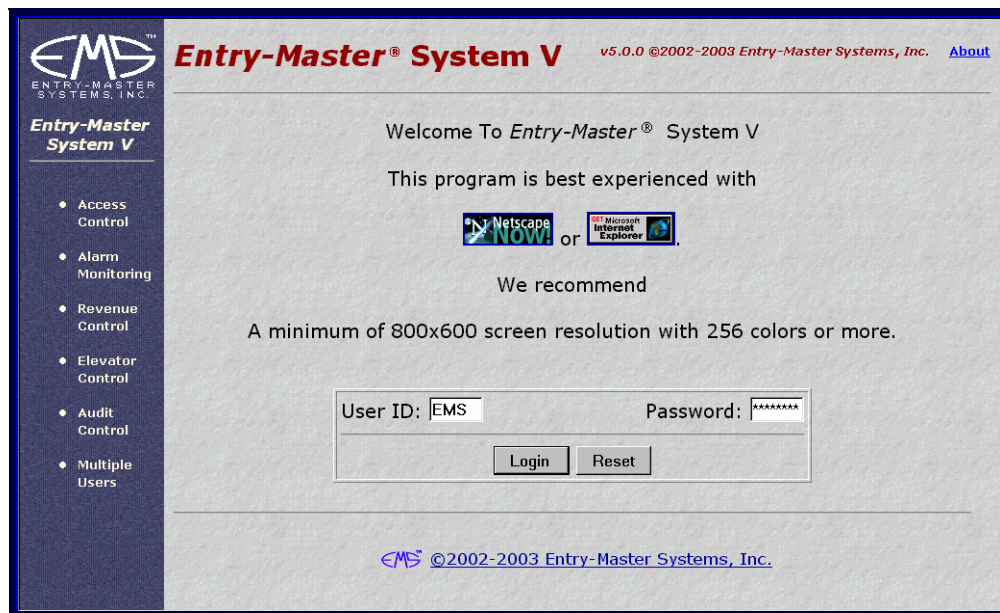 EMS™
ENTRY-MASTER
SYSTEMS, INC.
Entry-Master
System V
• Access
Control
• Alarm
Monitoring
• Revenue
Control
• Elevator
Control
• Audit
Control
• Multiple
Users
Entry-Master® System V v5.0.0 ©2002-2003 Entry-Master Systems, Inc. About
Welcome To Entry-Master ® System V
This program is best experienced with
N Netscape NOW! or GET Microsoft Internet Explorer .
We recommend
A minimum of 800x600 screen resolution with 256 colors or more.
User ID: EMS Password: ********
Login Reset
EMS™ ©2002-2003 Entry-Master Systems, Inc.